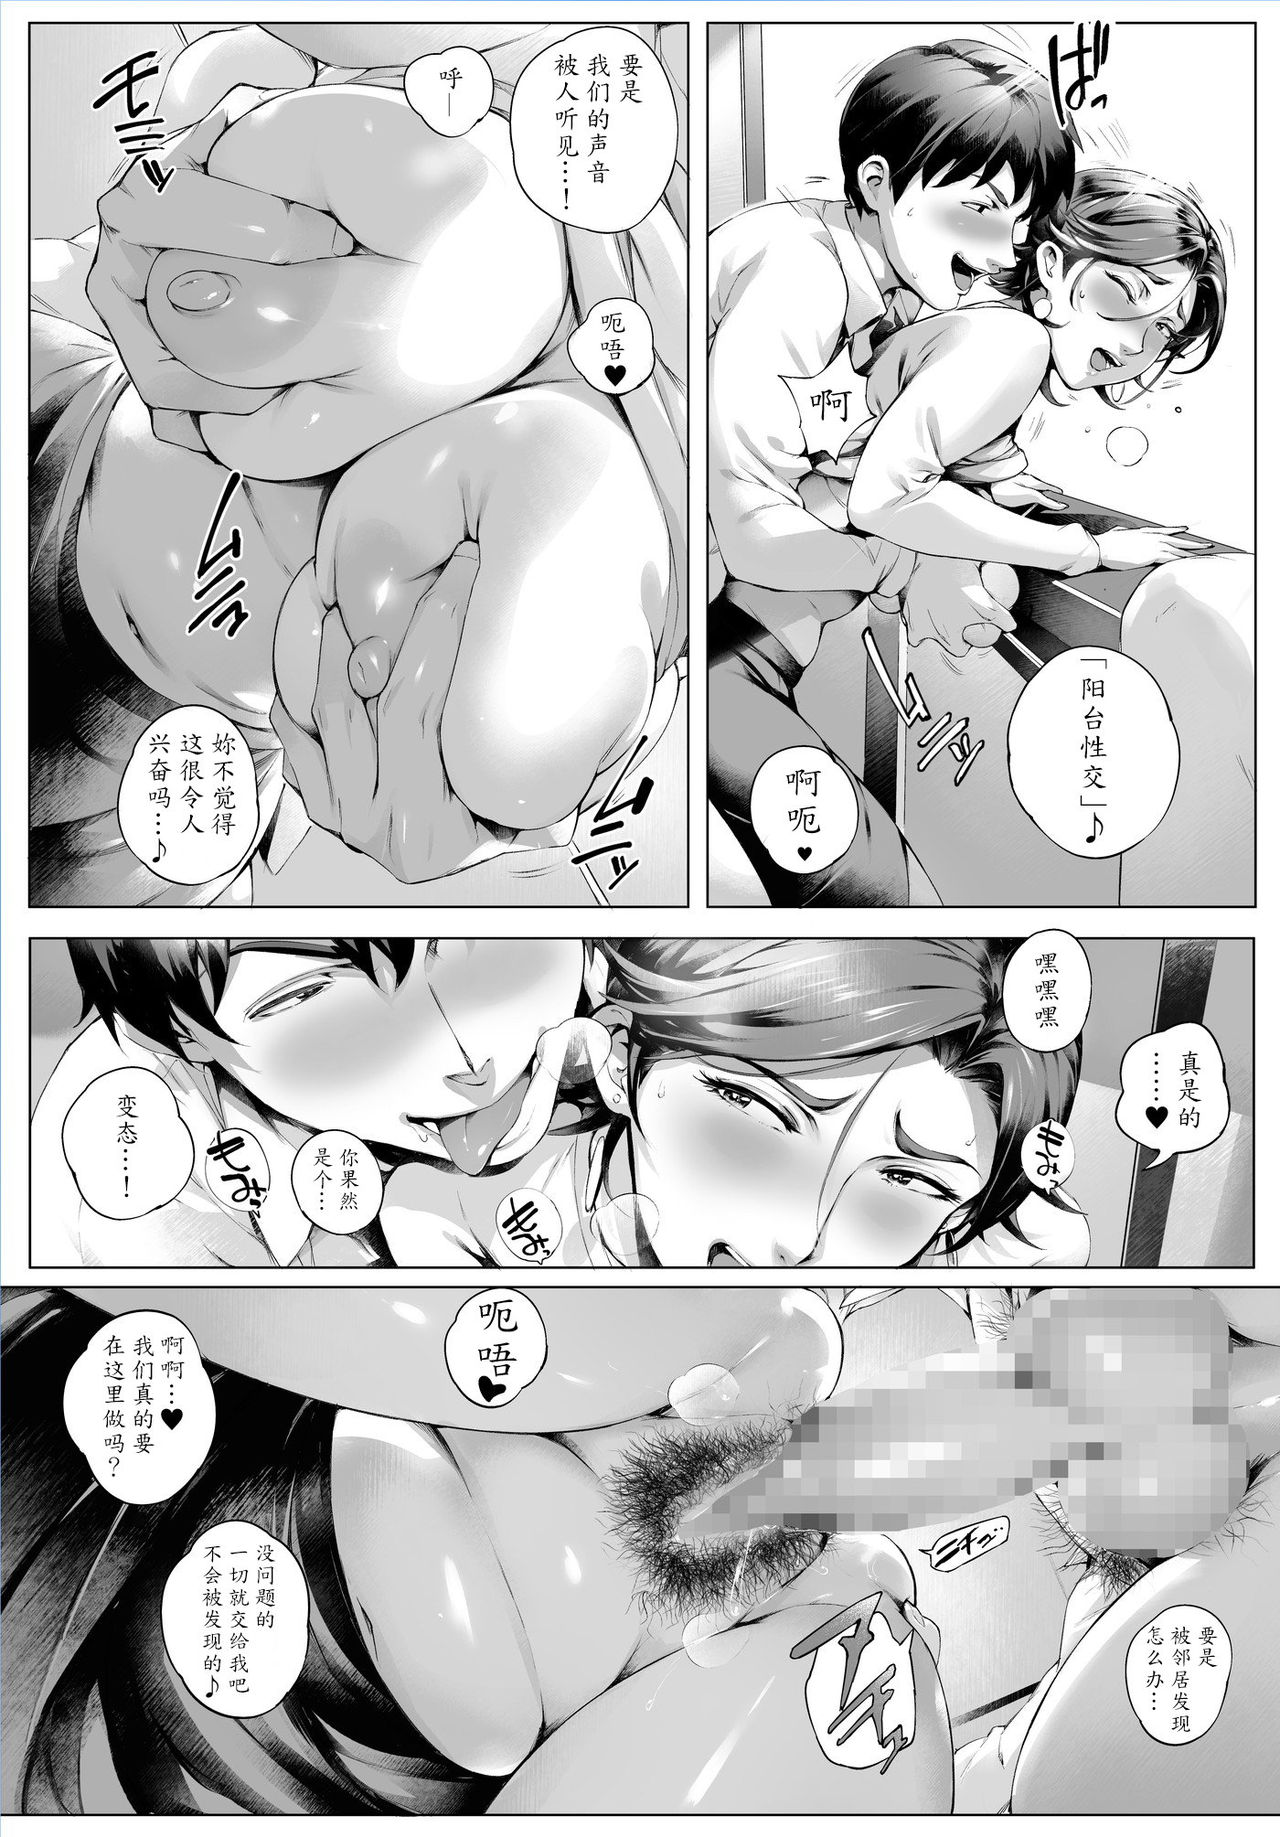 ばっ
啊
「阳台性交」♪
啊呃♥
要是
我们的声音
被人听见…!
呼—
呃唔♥
妳不觉得
这很令人
兴奋吗…♪
嘿嘿嘿
真是的
……♥
你果然
是个…
变态…!
呃唔♥
啊啊…♥
我们真的要
在这里做吗?
ニチっ…
要是
被邻居发现
怎么办…
没问题的
一切就交给我吧
不会被发现的♪